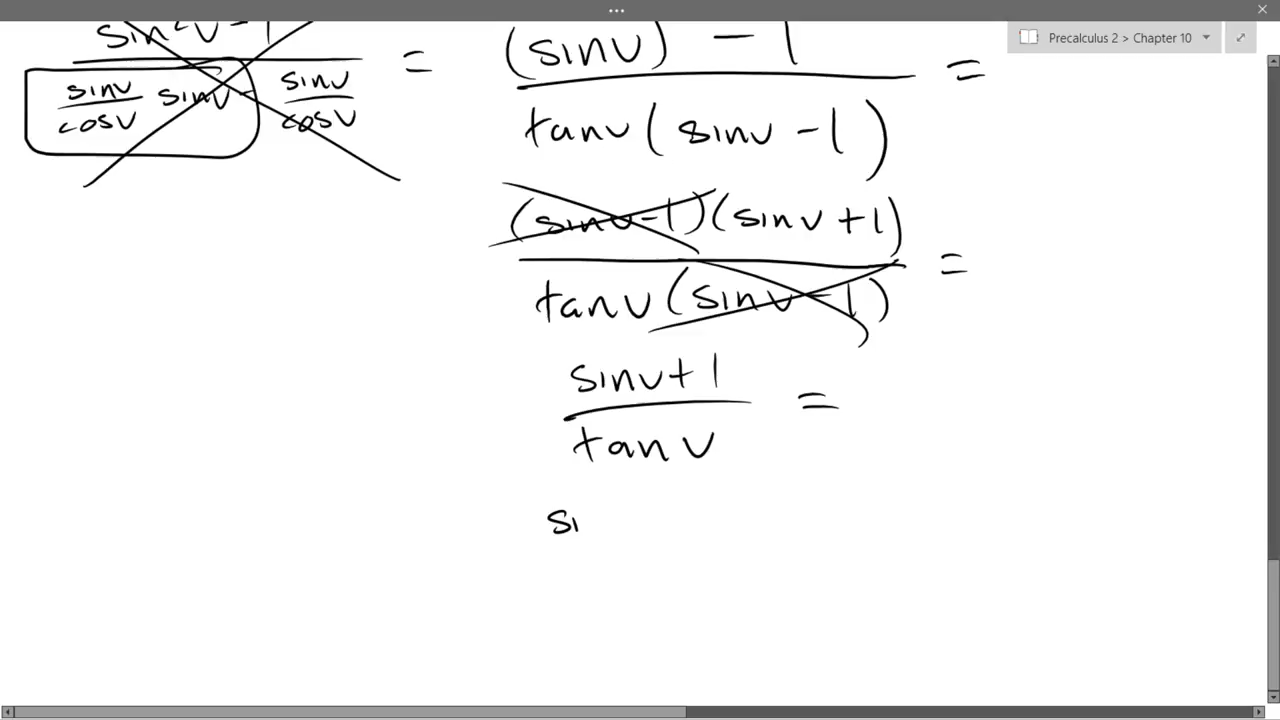 Precalculus 2 > Chapter 10
sin²v - 1 / (sinv/cosv sinv - sinv/cosv) =
(sinv) - 1 / tanv(sinv - 1) =
(sinv-1)(sinv+1) / tanv(sinv-1) =
sinv+1 / tanv =
si